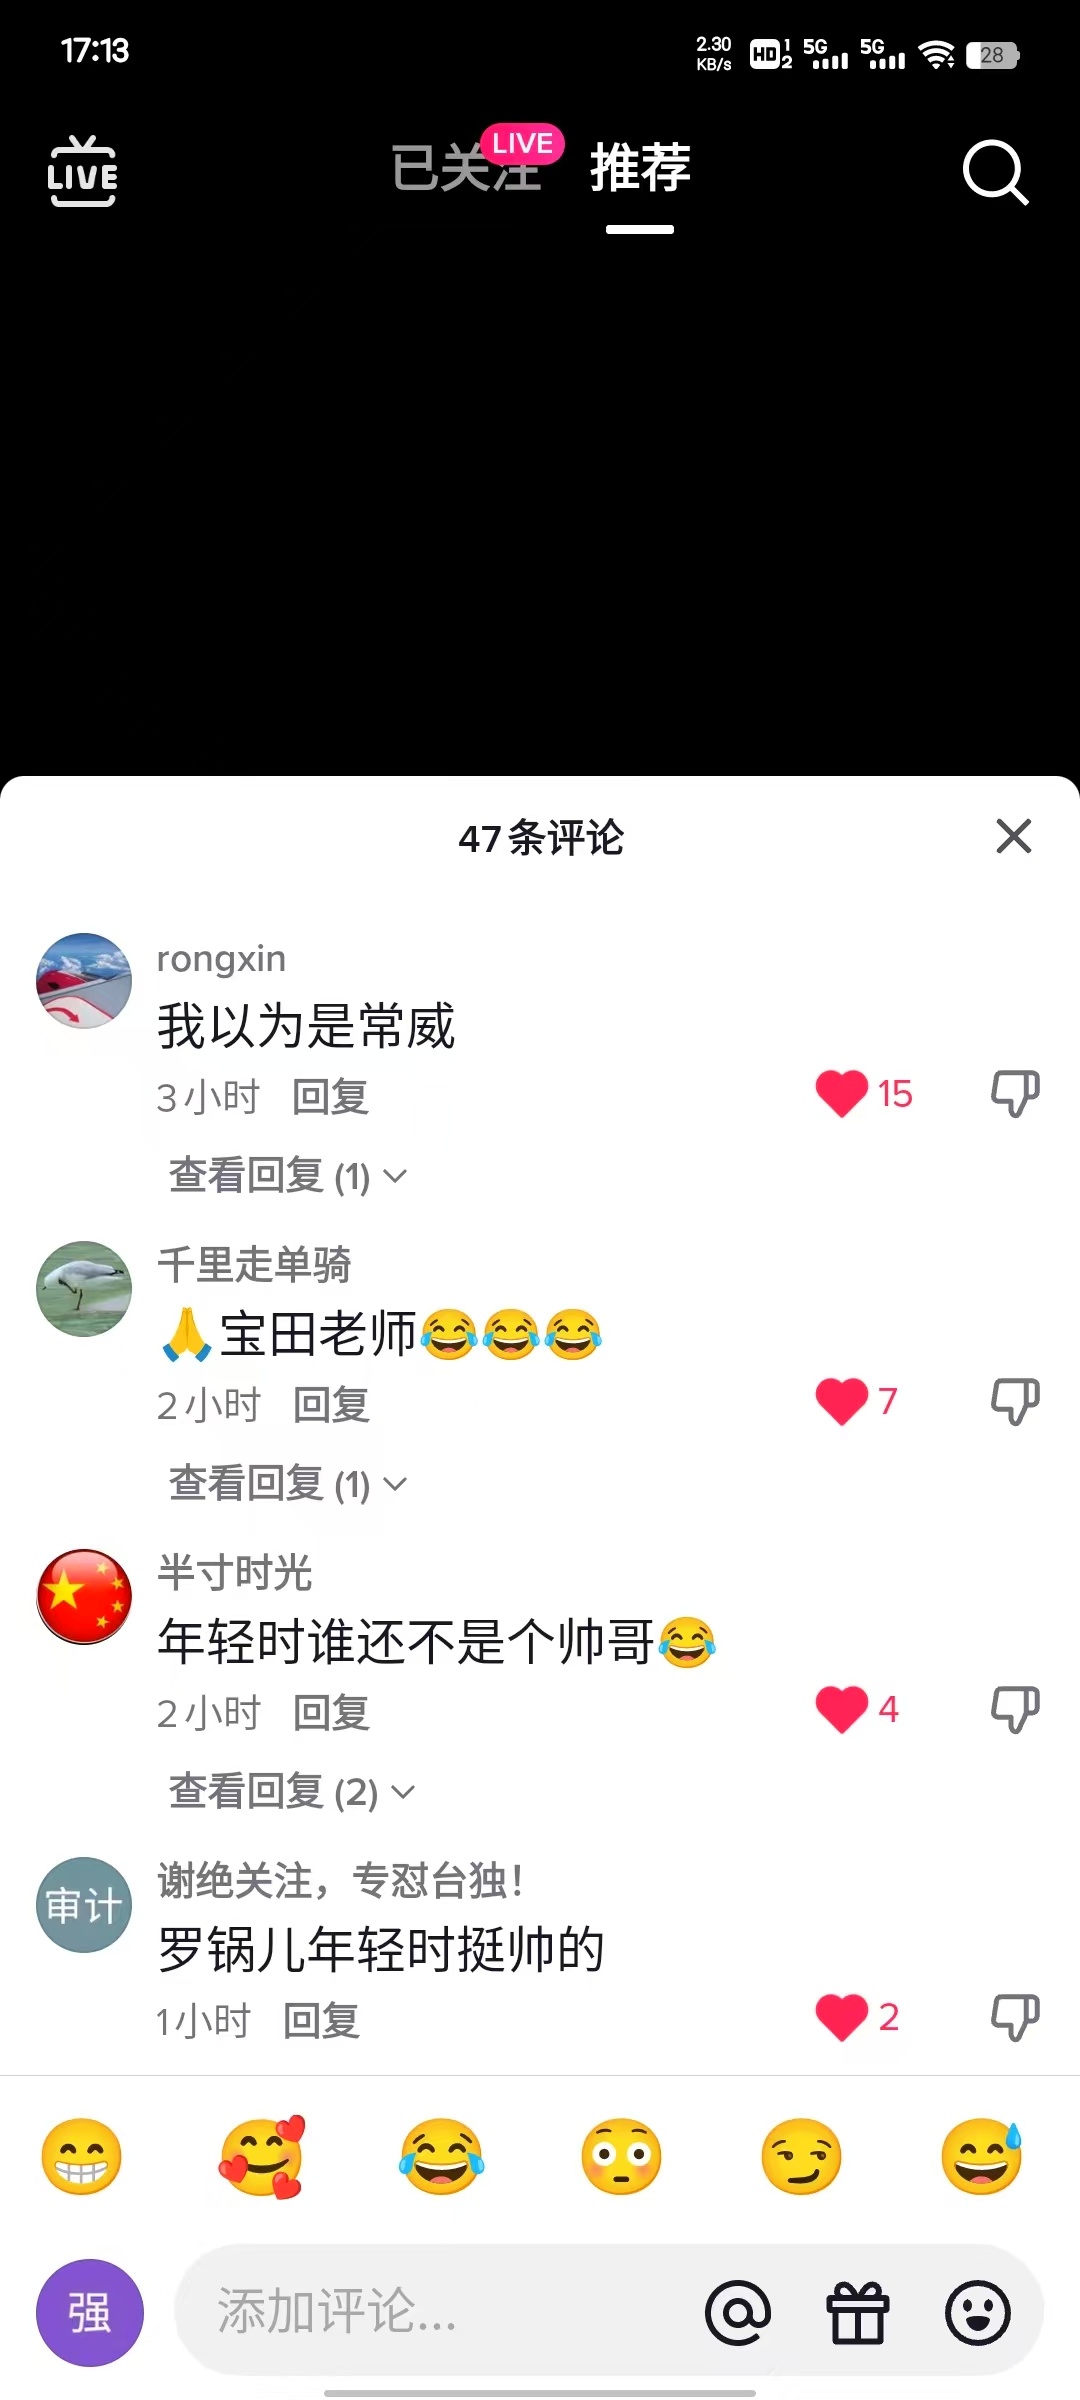 17:13
2.30 KB/s HD 1 2 5G 5G 28
LIVE 已关注 LIVE 推荐
47 条评论
rongxin
我以为是常威
3 小时 回复 15
查看回复 (1)
千里走单骑
🙏宝田老师😂😂😂
2 小时 回复 7
查看回复 (1)
半寸时光
年轻时谁还不是个帅哥😂
2 小时 回复 4
查看回复 (2)
审计 谢绝关注，专怼台独！
罗锅儿年轻时挺帅的
1 小时 回复 2
强 添加评论...